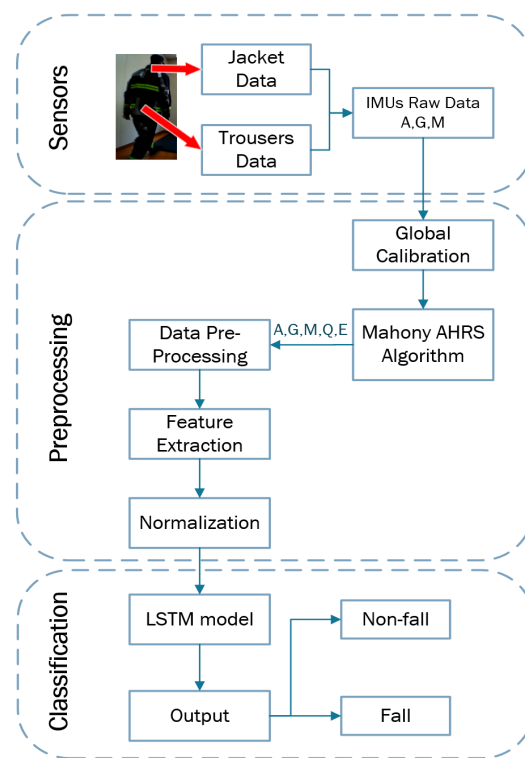 Sensors
Jacket
Data
Trousers
Data
IMUs Raw Data
A,G,M
Preprocessing
Global
Calibration
Mahony AHRS
Algorithm
A,G,M,Q,E
Data Pre-
Processing
Feature
Extraction
Normalization
Classification
LSTM model
Output
Non-fall
Fall